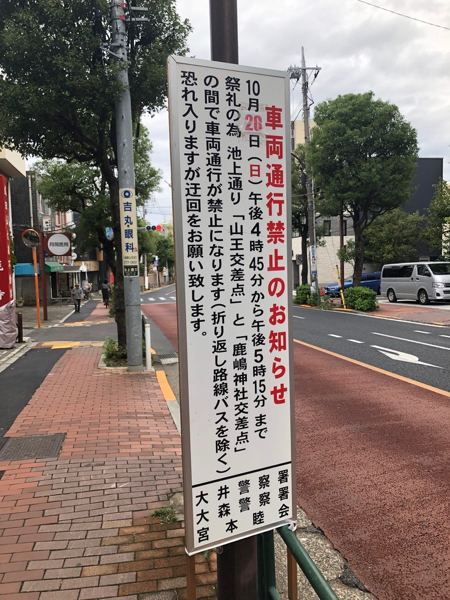 車両通行禁止のお知らせ
10月20日(日)午後4時45分から午後5時15分まで
祭礼の為 池上通り「山王交差点」と「鹿嶋神社交差点」
の間で車両通行が禁止になります(折り返し路線バスを除く)
恐れ入りますが迂回をお願い致します。
大井警察署
大森警察署
宮本睦会
吉丸眼科